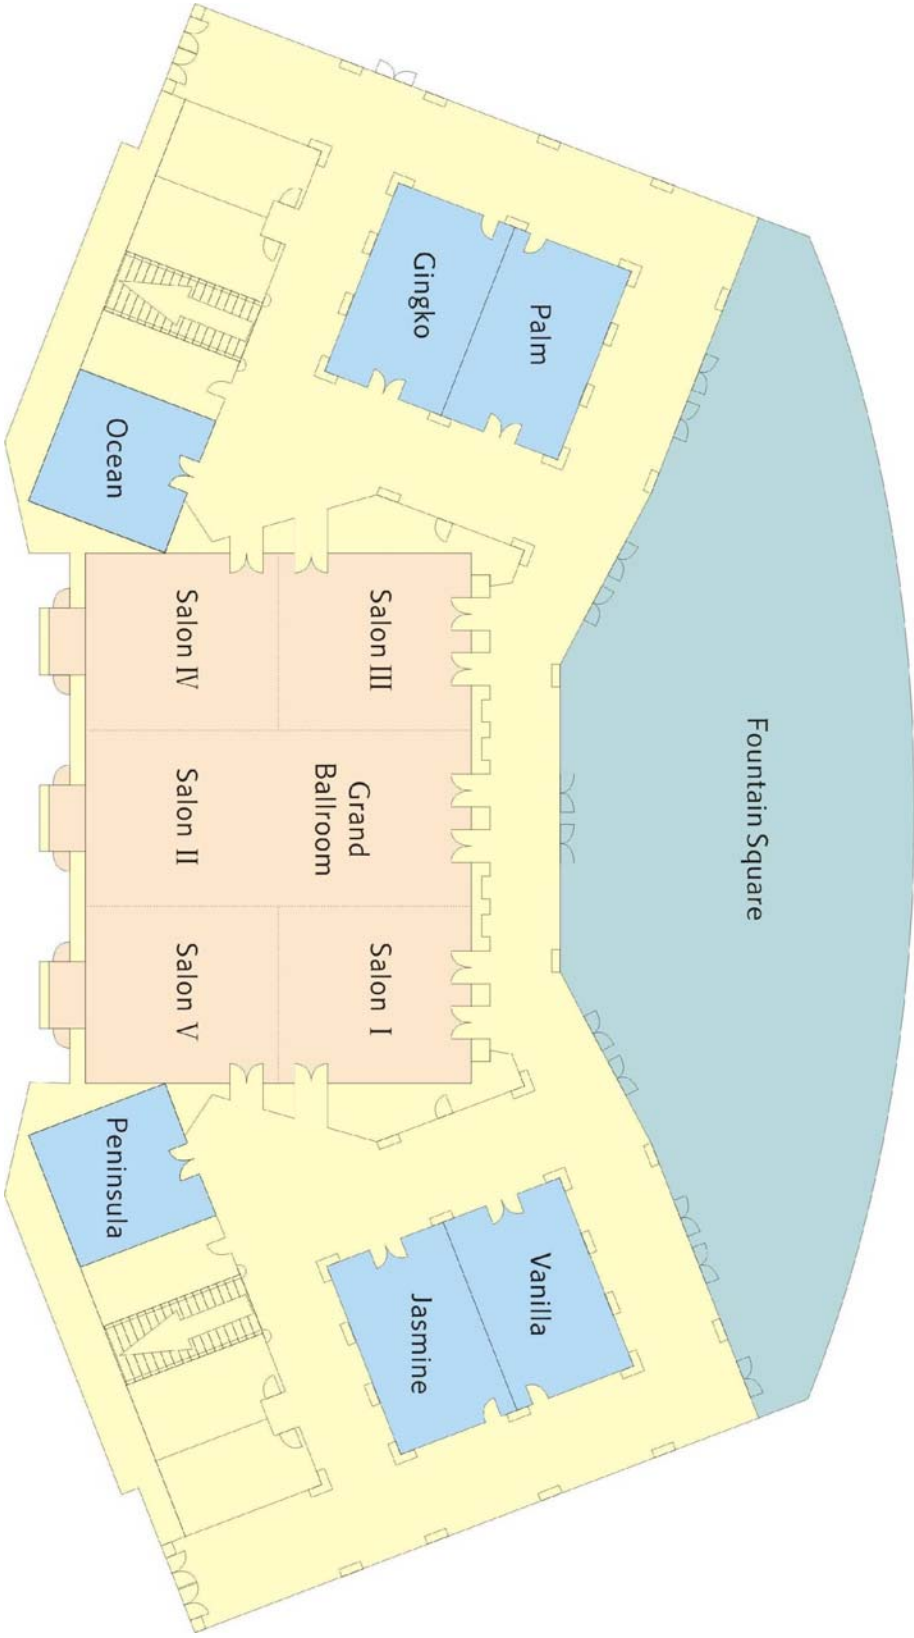 Fountain Square
Palm
Gingko
Ocean
Salon III
Salon IV
Grand
Ballroom
Salon II
Salon I
Salon V
Vanilla
Jasmine
Peninsula